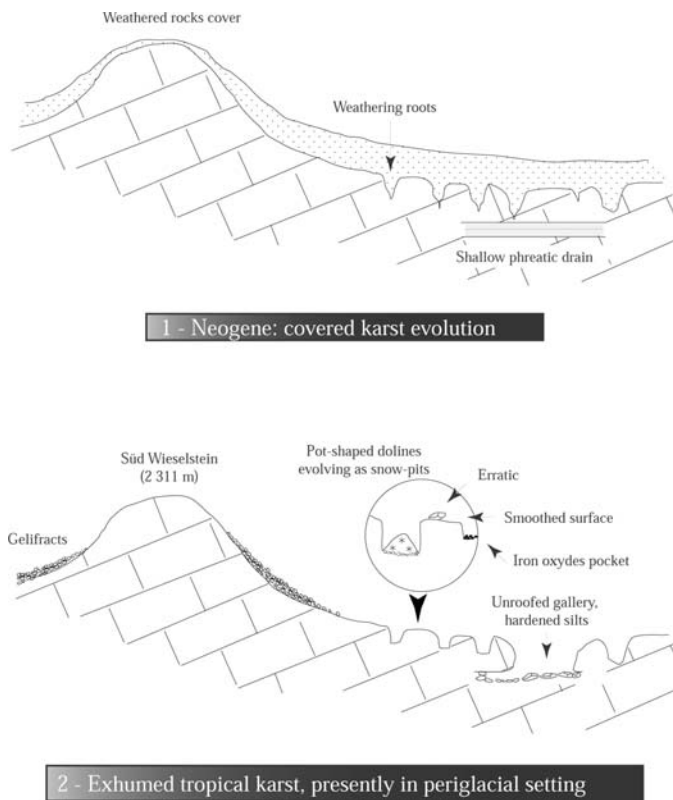 Weathered rocks cover
Weathering roots
Shallow phreatic drain
1 - Neogene: covered karst evolution
Süd Wieselstein
(2 311 m)
Pot-shaped dolines
evolving as snow-pits
Erratic
Smoothed surface
Gelifracts
Iron oxydes pocket
Unroofed gallery,
hardened silts
2 - Exhumed tropical karst, presently in periglacial setting